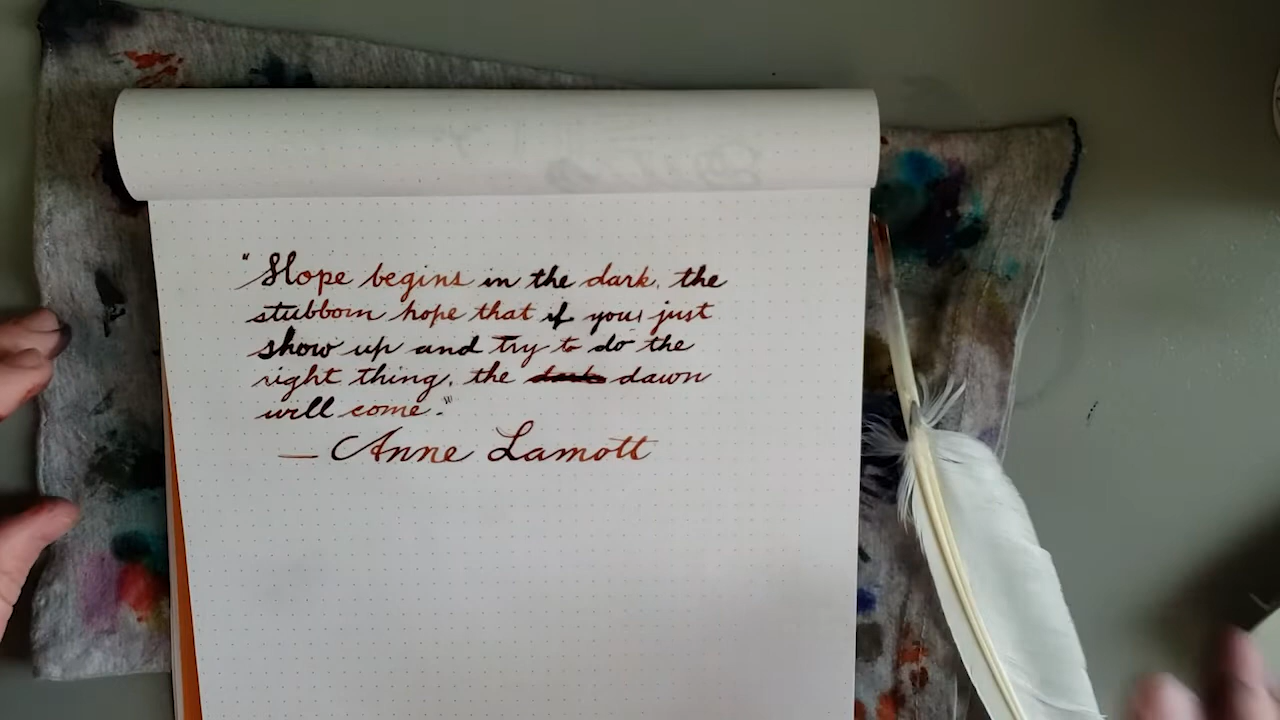 "Hope begins in the dark, the
stubborn hope that if you just
show up and try to do the
right thing, the dark dawn
will come."
— Anne Lamott